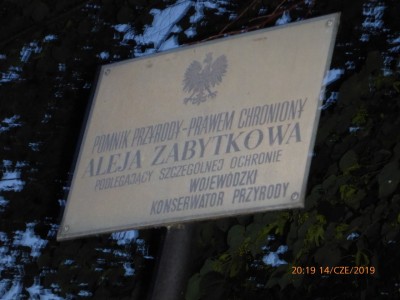 POMNIK PRZYRODY-PRAWEM CHRONIONY
ALEJA ZABYTKOWA
PODLEGAJĄCY SZCZEGÓLNEJ OCHRONIE
WOJEWÓDZKI
KONSERWATOR PRZYRODY
20:19 14/CZE/2019